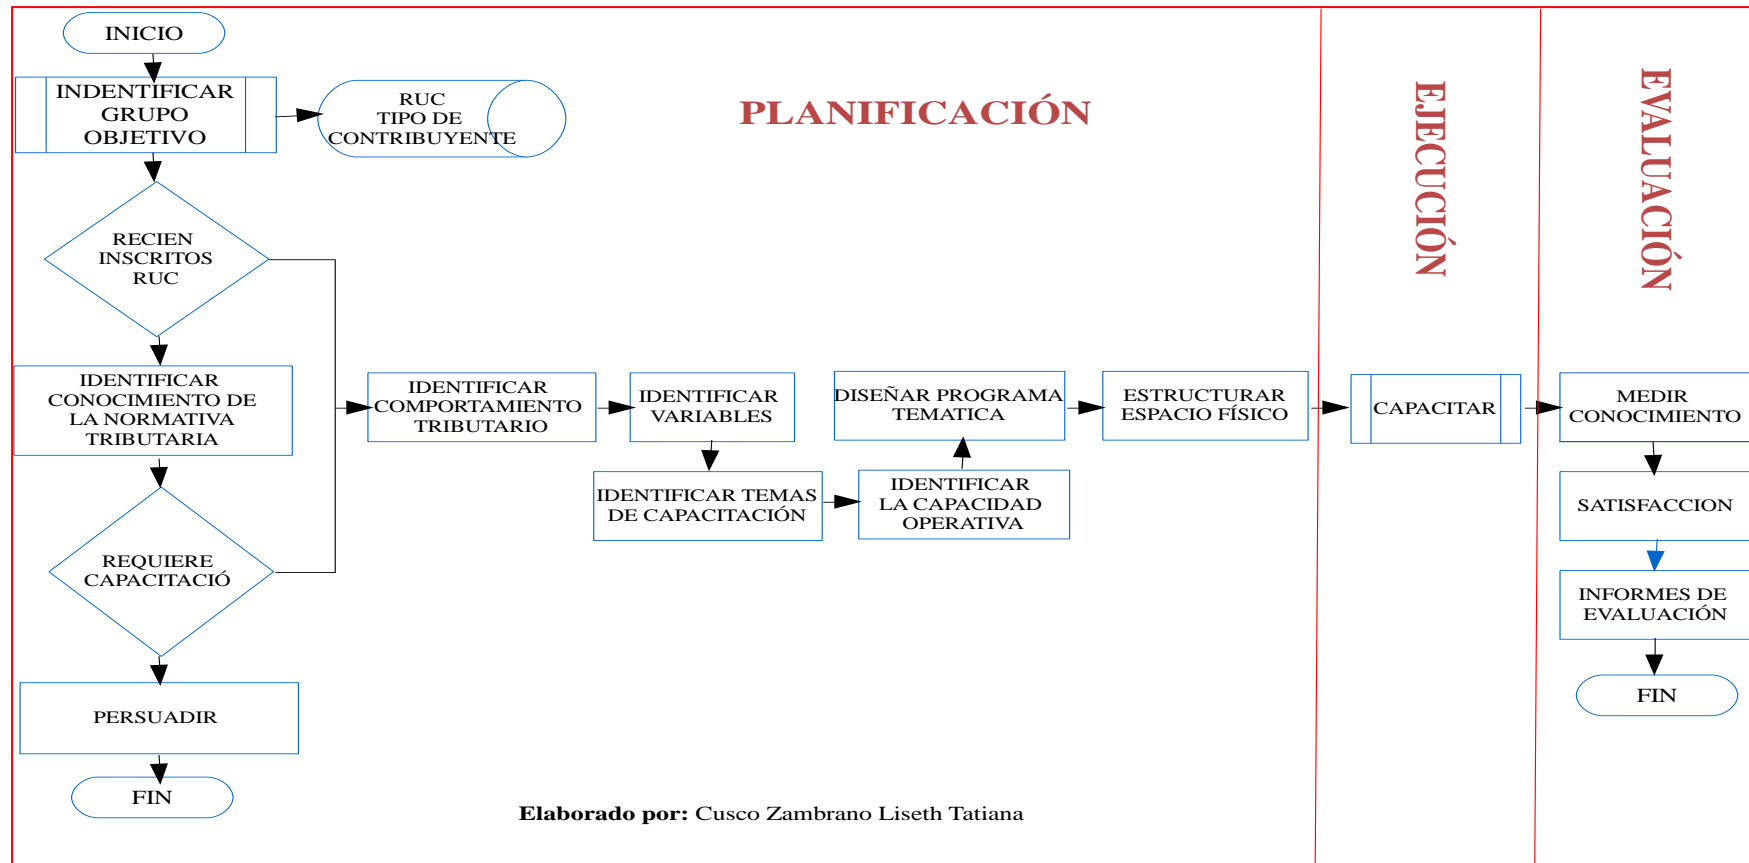 INICIO
INDENTIFICAR
GRUPO
OBJETIVO
RUC
TIPO DE
CONTRIBUYENTE
PLANIFICACIÓN
EJECUCIÓN
EVALUACIÓN
RECIEN
INSCRITOS
RUC
IDENTIFICAR
CONOCIMIENTO DE
LA NORMATIVA
TRIBUTARIA
REQUIERE
CAPACITACIÓ
PERSUADIR
FIN
IDENTIFICAR
COMPORTAMIENTO
TRIBUTARIO
IDENTIFICAR
VARIABLES
IDENTIFICAR TEMAS
DE CAPACITACIÓN
IDENTIFICAR
LA CAPACIDAD
OPERATIVA
DISEÑAR PROGRAMA
TEMATICA
ESTRUCTURAR
ESPACIO FÍSICO
CAPACITAR
MEDIR
CONOCIMIENTO
SATISFACCION
INFORMES DE
EVALUACIÓN
FIN
Elaborado por: Cusco Zambrano Liseth Tatiana